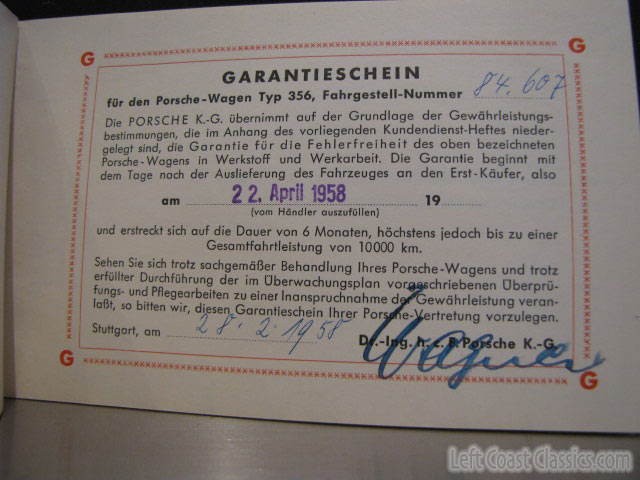 G G
GARANTIESCHEIN
für den Porsche-Wagen Typ 356, Fahrgestell-Nummer 84.607
Die PORSCHE K.-G. übernimmt auf der Grundlage der Gewährleistungs-
bestimmungen, die im Anhang des vorliegenden Kundendienst-Heftes nieder-
gelegt sind, die Garantie für die Fehlerfreiheit des oben bezeichneten
Porsche-Wagens in Werkstoff und Werkarbeit. Die Garantie beginnt mit
dem Tage nach der Auslieferung des Fahrzeuges an den Erst-Käufer, also
am 22. April 1958 19
(vom Händler auszufüllen)
und erstreckt sich auf die Dauer von 6 Monaten, höchstens jedoch bis zu einer
Gesamtfahrtleistung von 10000 km.
Sehen Sie sich trotz sachgemäßer Behandlung Ihres Porsche-Wagens und trotz
erfüllter Durchführung der im Überwachungsplan vorgeschriebenen Überprü-
fungs- und Pflegearbeiten zu einer Inanspruchnahme der Gewährleistung veran-
laßt, so bitten wir, diesen Garantieschein Ihrer Porsche-Vertretung vorzulegen.
Stuttgart, am 28.2.1958 Dr.-Ing. h. c. F. Porsche K.-G.
Wagner
G G
Left Coast Classics.com